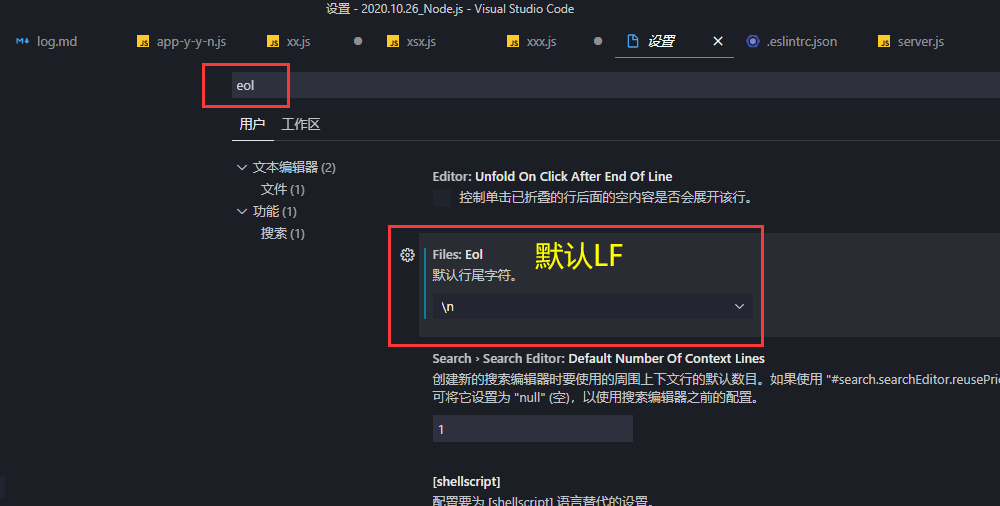 设置 - 2020.10.26_Node.js - Visual Studio Code
log.md app-y-y-n.js xx.js xsx.js xxx.js 设置 .eslintrc.json server.js
eol
用户 工作区
文本编辑器 (2)
文件 (1)
功能 (1)
搜索 (1)
Editor: Unfold On Click After End Of Line
控制单击已折叠的行后面的空内容是否会展开该行。
Files: Eol
默认LF
默认行尾字符。
\n
Search › Search Editor: Default Number Of Context Lines
创建新的搜索编辑器时要使用的周围上下文行的默认数目。如果使用 "#search.searchEditor.reusePri
可将它设置为 "null" (空)，以使用搜索编辑器之前的配置。
1
[shellscript]
配置要为 [shellscript] 语言替代的设置。